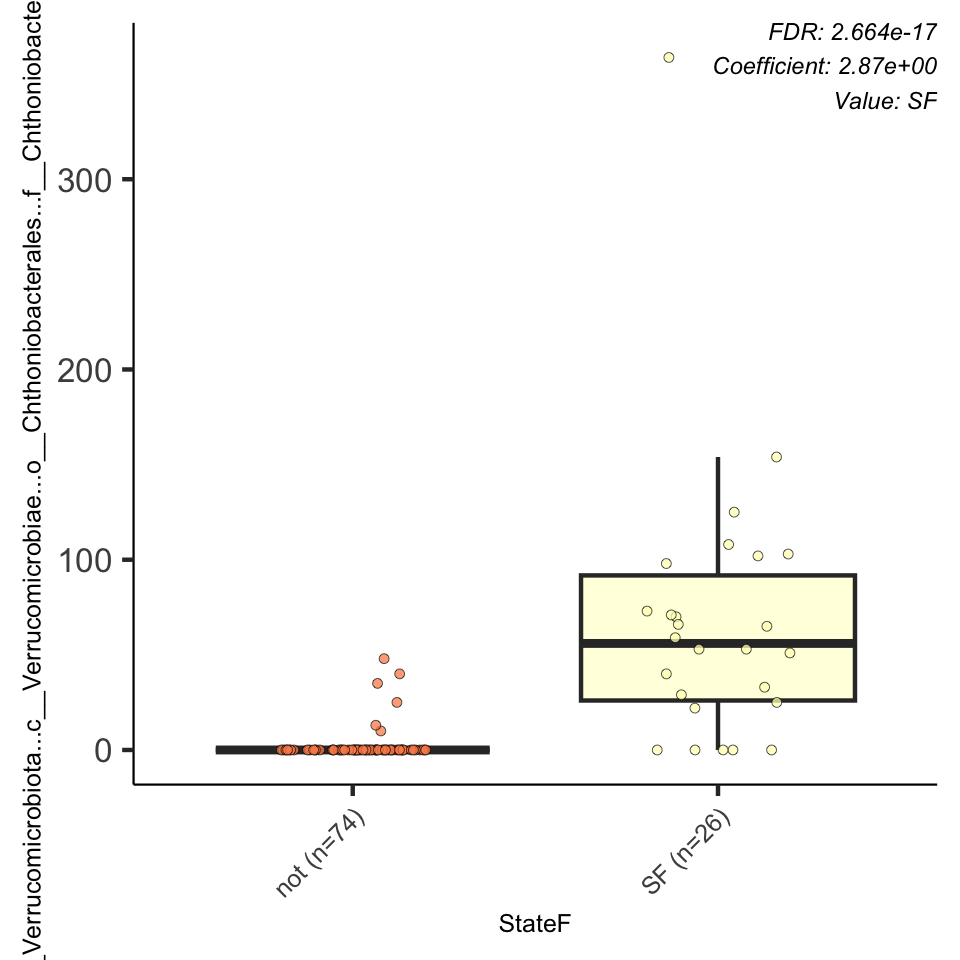 _Verrucomicrobiota...c__Verrucomicrobiae...o__Chthoniobacterales...f__Chthoniobacte
FDR: 2.664e-17
Coefficient: 2.87e+00
Value: SF
300
200
100
0
not (n=74)
SF (n=26)
StateF